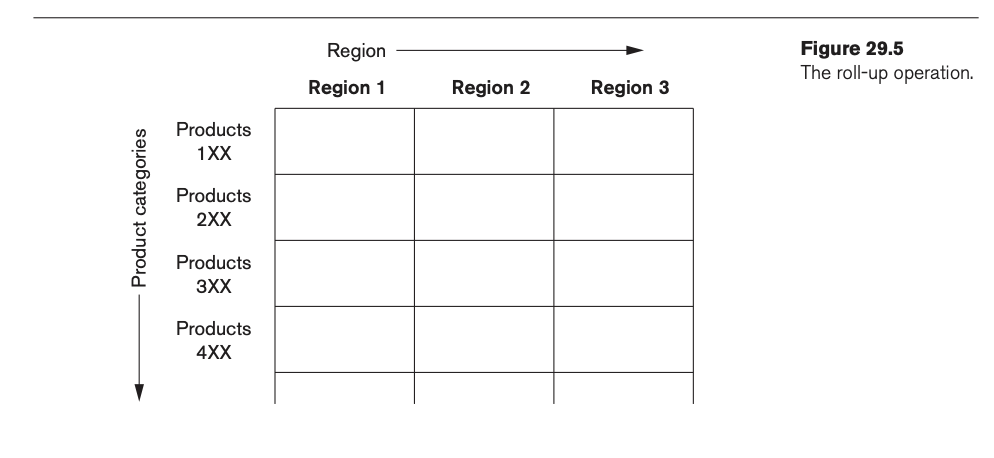 Region
Figure 29.5
The roll-up operation.
Region 1 Region 2 Region 3
Product categories
Products
1XX
Products
2XX
Products
3XX
Products
4XX